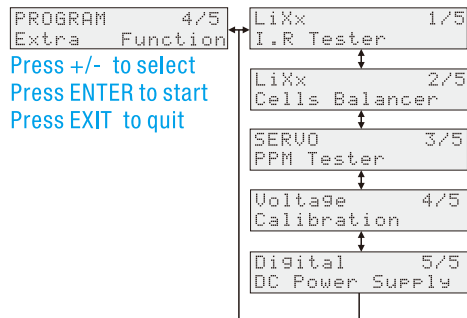 PROGRAM 4/5
Extra Function
Press +/- to select
Press ENTER to start
Press EXIT to quit
LiXx 1/5
I.R Tester
LiXx 2/5
Cells Balancer
SERVO 3/5
PPM Tester
Voltage 4/5
Calibration
Digital 5/5
DC Power Supply